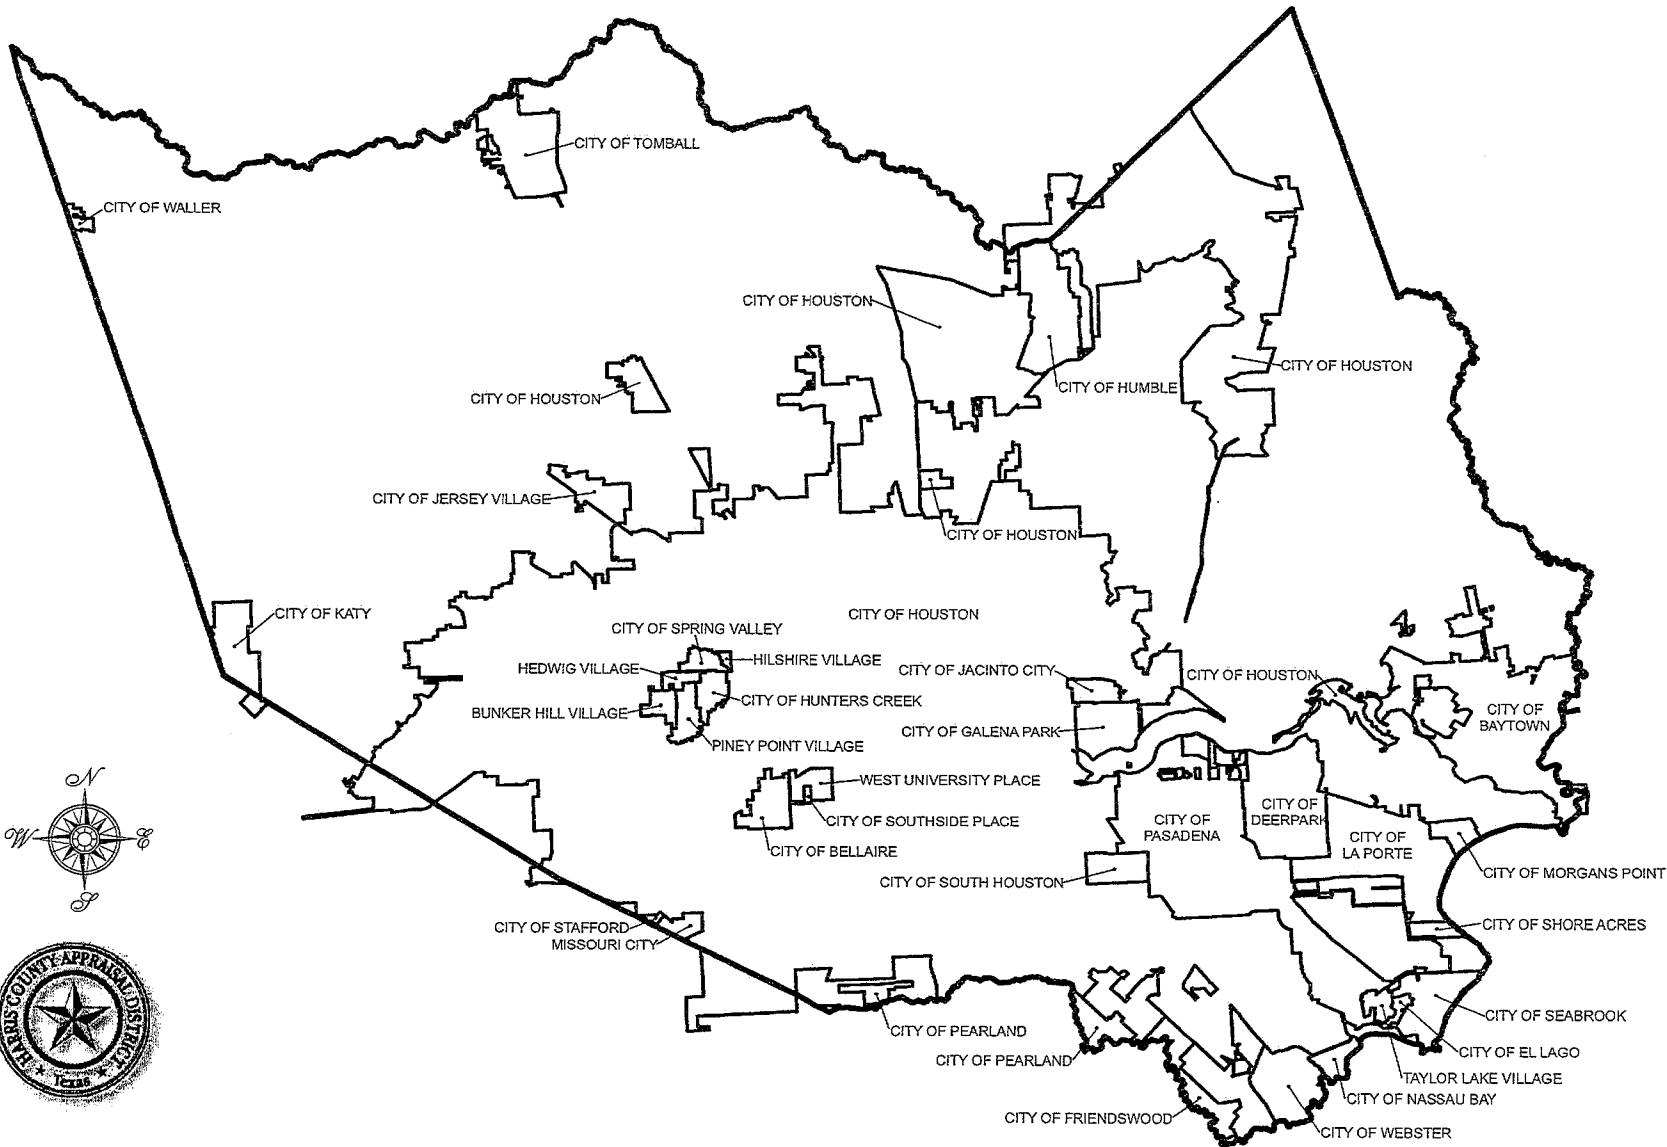 CITY OF TOMBALL
CITY OF WALLER
CITY OF HOUSTON
CITY OF HOUSTON
CITY OF HUMBLE
CITY OF HOUSTON
CITY OF JERSEY VILLAGE
CITY OF HOUSTON
CITY OF KATY
CITY OF HOUSTON
CITY OF SPRING VALLEY
HILSHIRE VILLAGE
HEDWIG VILLAGE
CITY OF JACINTO CITY
CITY OF HOUSTON
CITY OF HUNTERS CREEK
BUNKER HILL VILLAGE
CITY OF
BAYTOWN
CITY OF GALENA PARK
PINEY POINT VILLAGE
WEST UNIVERSITY PLACE
CITY OF SOUTHSIDE PLACE
CITY OF BELLAIRE
CITY OF
PASADENA
CITY OF
DEERPARK
CITY OF
LA PORTE
CITY OF SOUTH HOUSTON
CITY OF MORGANS POINT
CITY OF STAFFORD
MISSOURI CITY
CITY OF SHORE ACRES
CITY OF PEARLAND
CITY OF PEARLAND
CITY OF SEABROOK
CITY OF EL LAGO
TAYLOR LAKE VILLAGE
CITY OF NASSAU BAY
CITY OF FRIENDSWOOD
CITY OF WEBSTER
N
W
E
S
HARRIS COUNTY APPRAISAL DISTRICT
Texas